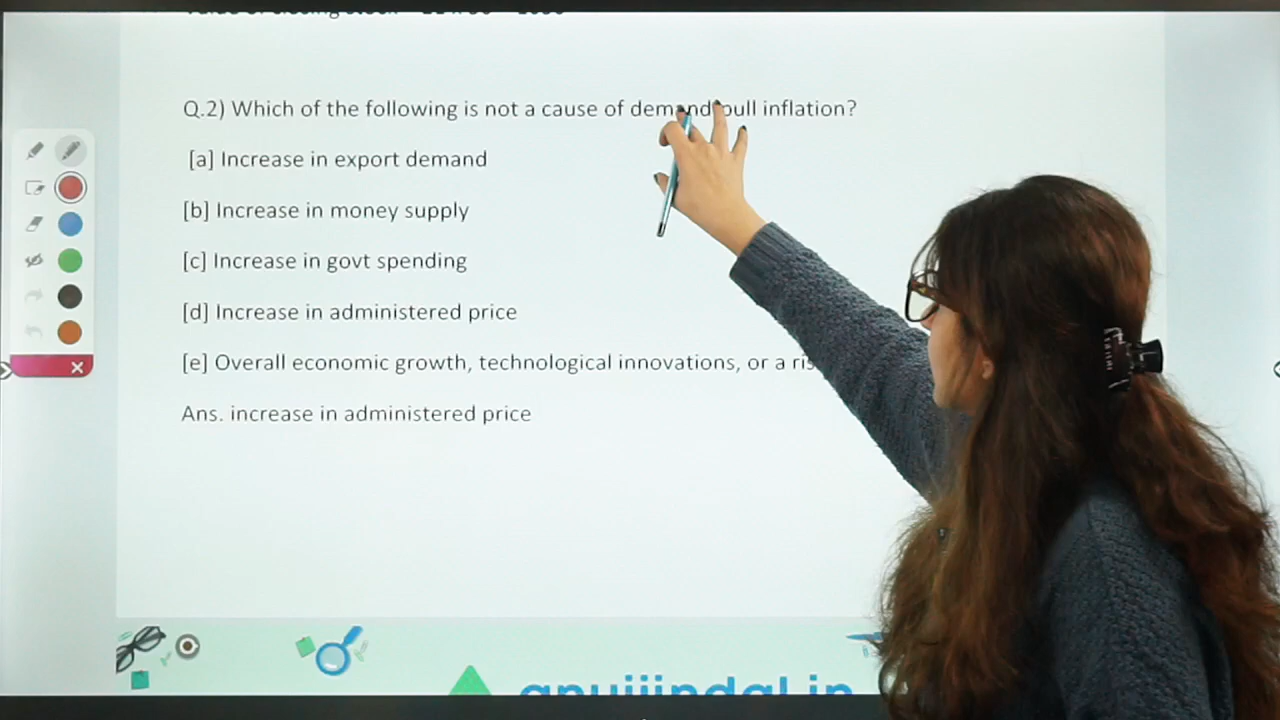 Q.2) Which of the following is not a cause of demand pull inflation?
[a] Increase in export demand
[b] Increase in money supply
[c] Increase in govt spending
[d] Increase in administered price
[e] Overall economic growth, technological innovations, or a
Ans. increase in administered price
anujjindal.in